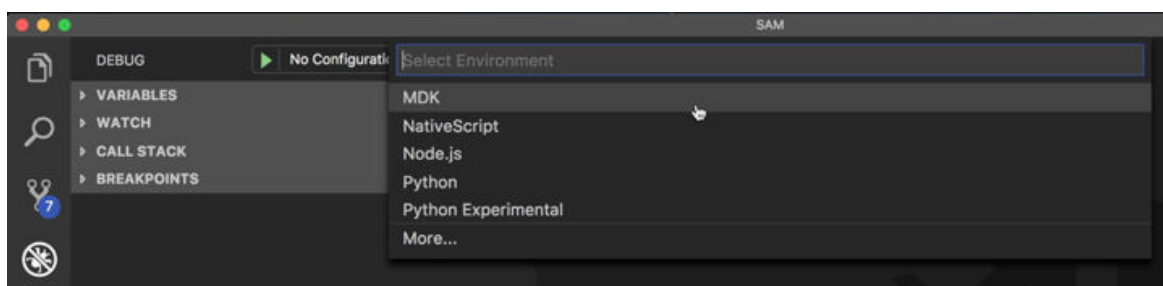 SAM
DEBUG
No Configurati
Select Environment
VARIABLES
WATCH
CALL STACK
BREAKPOINTS
7
MDK
NativeScript
Node.js
Python
Python Experimental
More...